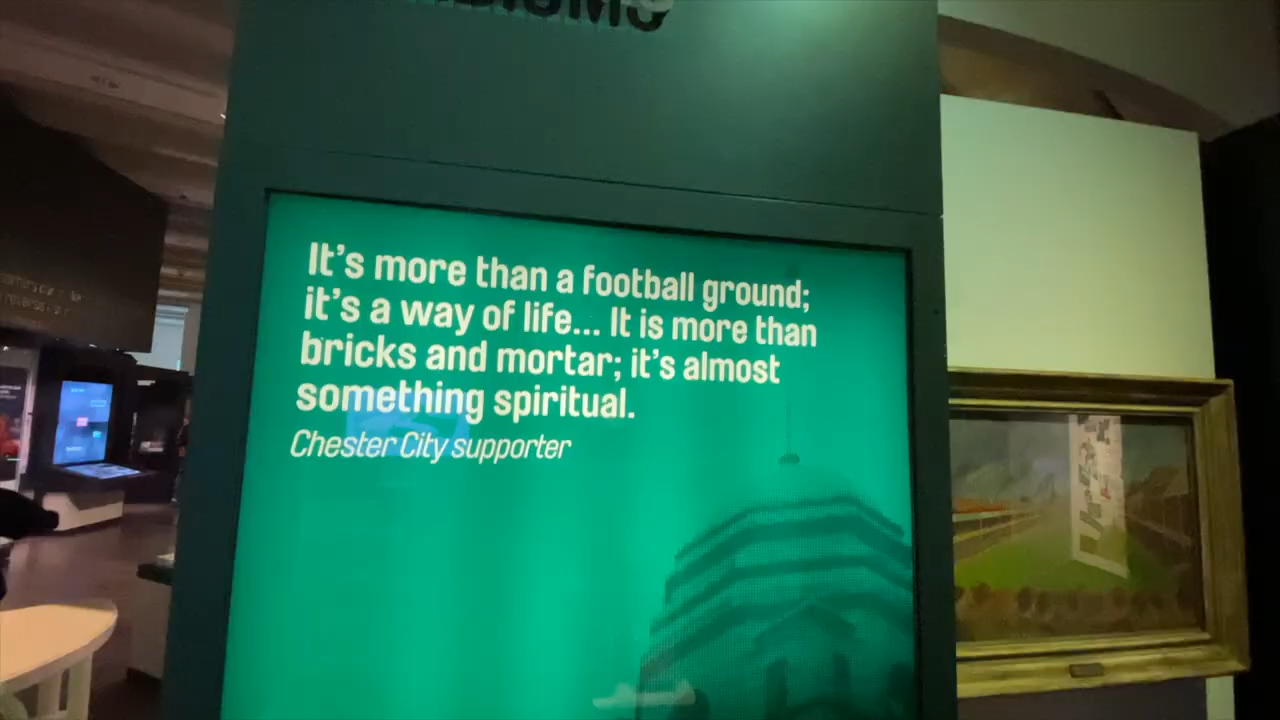 It's more than a football ground;
it's a way of life... It is more than
bricks and mortar; it's almost
something spiritual.
Chester City supporter